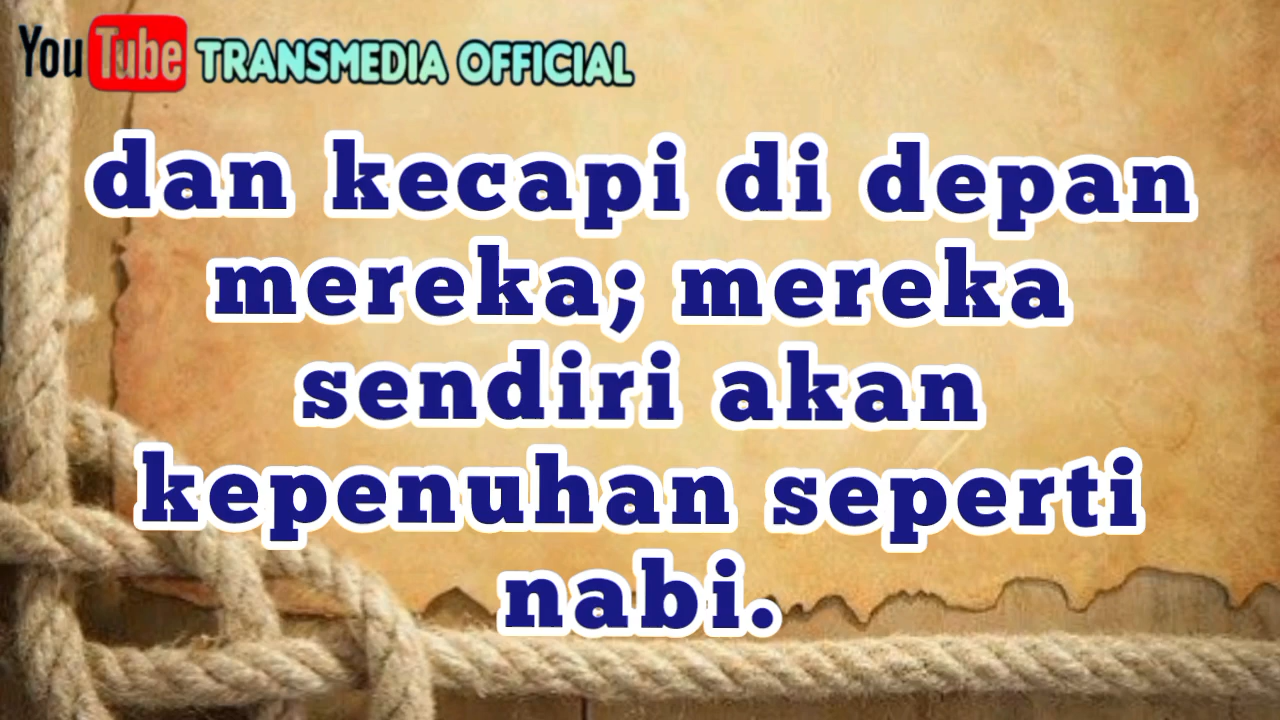 YouTube TRANSMEDIA OFFICIAL
dan kecapi di depan
mereka; mereka
sendiri akan
kepenuhan seperti
nabi.